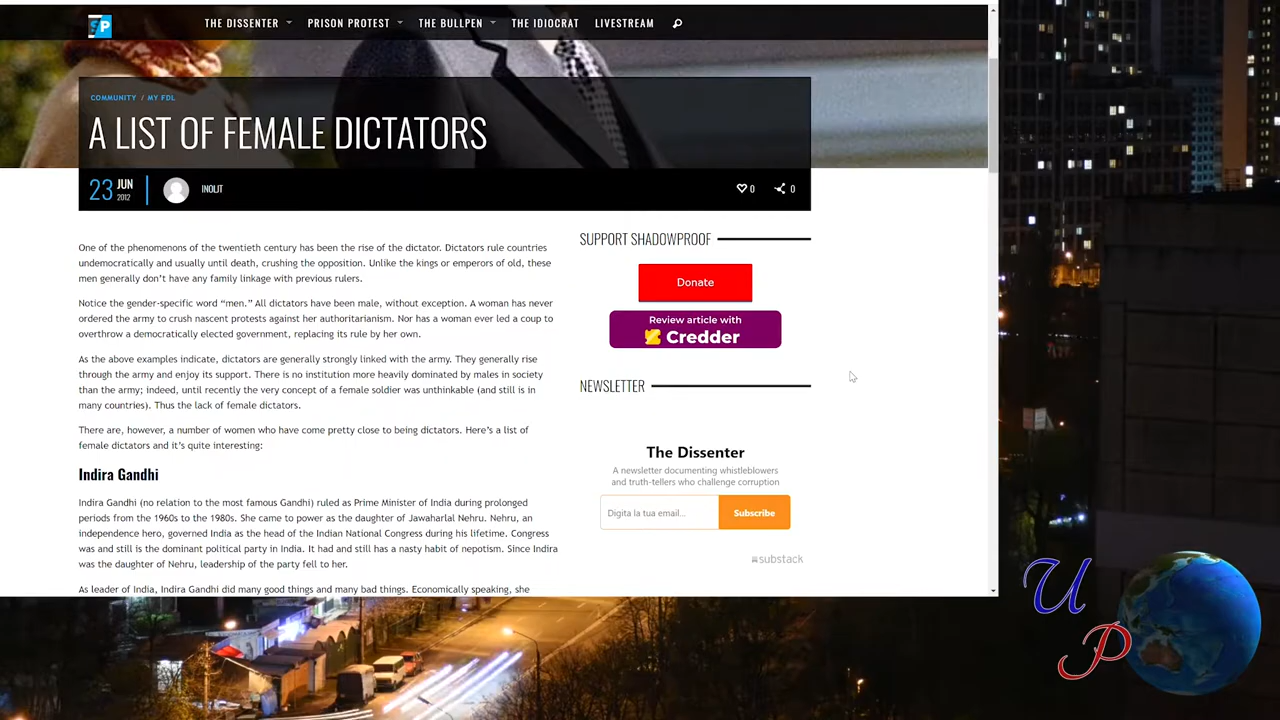 SP
THE DISSENTER
PRISON PROTEST
THE BULLPEN
THE IDIOCRAT
LIVESTREAM
COMMUNITY / MY FDL
A LIST OF FEMALE DICTATORS
23 JUN 2012
INOLJT
0
0
One of the phenomenons of the twentieth century has been the rise of the dictator. Dictators rule countries
undemocratically and usually until death, crushing the opposition. Unlike the kings or emperors of old, these
men generally don't have any family linkage with previous rulers.
Notice the gender-specific word “men.” All dictators have been male, without exception. A woman has never
ordered the army to crush nascent protests against her authoritarianism. Nor has a woman ever led a coup to
overthrow a democratically elected government, replacing its rule by her own.
As the above examples indicate, dictators are generally strongly linked with the army. They generally rise
through the army and enjoy its support. There is no institution more heavily dominated by males in society
than the army; indeed, until recently the very concept of a female soldier was unthinkable (and still is in
many countries). Thus the lack of female dictators.
There are, however, a number of women who have come pretty close to being dictators. Here's a list of
female dictators and it's quite interesting:
Indira Gandhi
Indira Gandhi (no relation to the most famous Gandhi) ruled as Prime Minister of India during prolonged
periods from the 1960s to the 1980s. She came to power as the daughter of Jawaharlal Nehru. Nehru, an
independence hero, governed India as the head of the Indian National Congress during his lifetime. Congress
was and still is the dominant political party in India. It had and still has a nasty habit of nepotism. Since Indira
was the daughter of Nehru, leadership of the party fell to her.
As leader of India, Indira Gandhi did many good things and many bad things. Economically speaking, she
SUPPORT SHADOWPROOF
Donate
Review article with
Credder
NEWSLETTER
The Dissenter
A newsletter documenting whistleblowers
and truth-tellers who challenge corruption
Digita la tua email...
Subscribe
substack
U
P